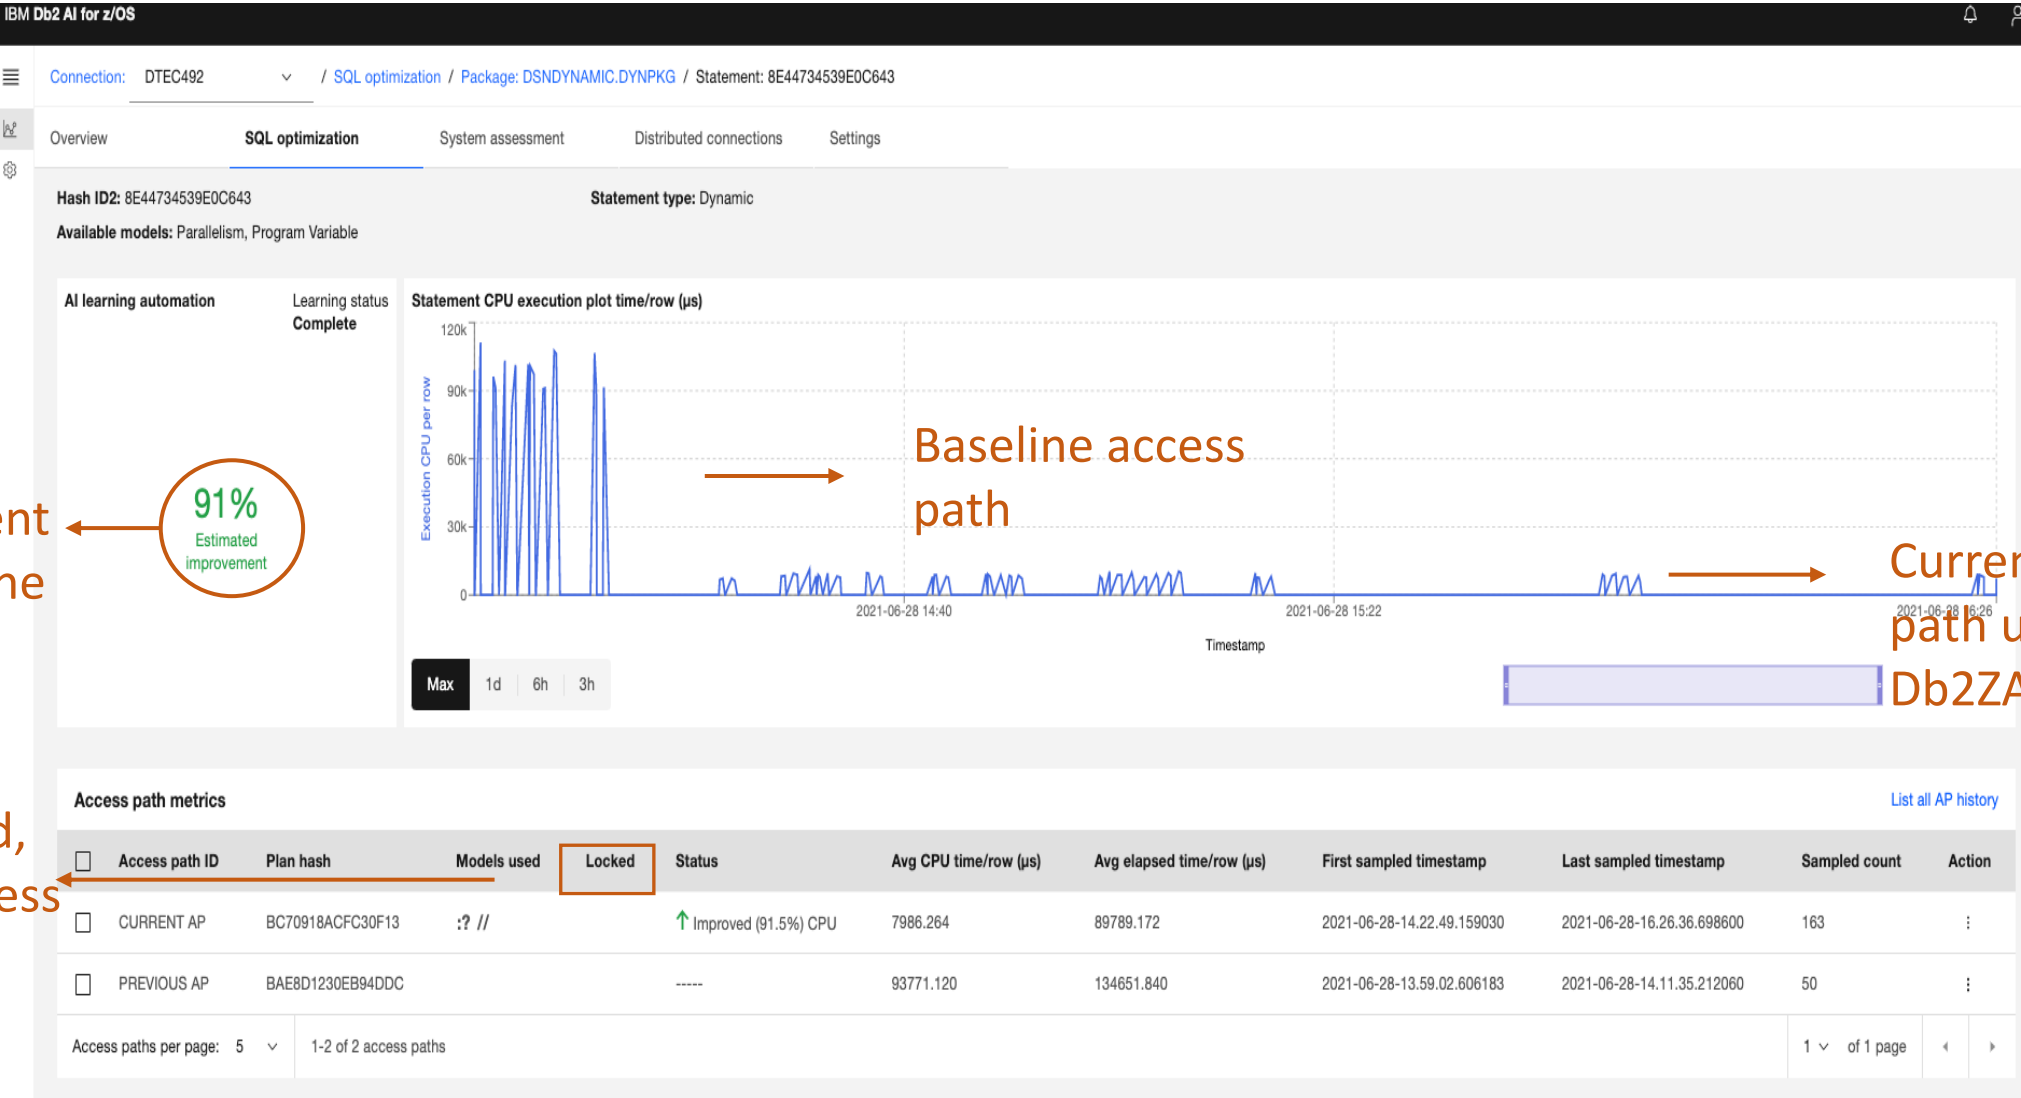 IBM Db2 AI for z/OS
Connection: DTEC492 / SQL optimization / Package: DSNDYNAMIC.DYNPKG / Statement: 8E44734539E0C643
Overview SQL optimization System assessment Distributed connections Settings
Hash ID2: 8E44734539E0C643 Statement type: Dynamic
Available models: Parallelism, Program Variable
AI learning automation Learning status
Complete
91%
Estimated
improvement
Statement CPU execution plot time/row (µs)
Execution CPU per row
120k
90k
60k
30k
0
Baseline access
path
2021-06-28 14:40 2021-06-28 15:22 2021-06-28 16:26
Timestamp
path
Max 1d 6h 3h
Access path metrics List all AP history
Access path ID Plan hash Models used Locked Status Avg CPU time/row (µs) Avg elapsed time/row (µs) First sampled timestamp Last sampled timestamp Sampled count Action
CURRENT AP BC70918ACFC30F13 :? // Improved (91.5%) CPU 7986.264 89789.172 2021-06-28-14.22.49.159030 2021-06-28-16.26.36.698600 163
PREVIOUS AP BAE8D1230EB94DDC ----- 93771.120 134651.840 2021-06-28-13.59.02.606183 2021-06-28-14.11.35.212060 50
Access paths per page: 5 1-2 of 2 access paths 1 of 1 page